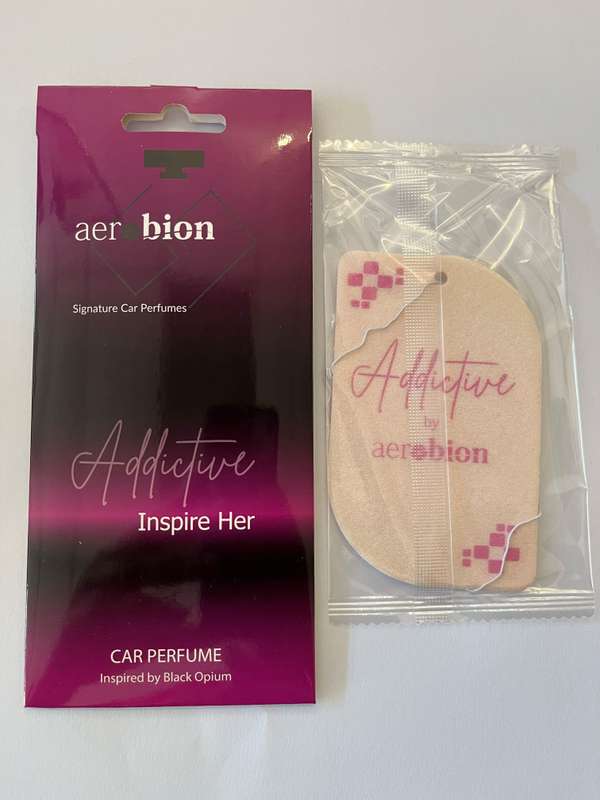 aerobion
Signature Car Perfumes
Addictive
Inspire Her
CAR PERFUME
Inspired by Black Opium
Addictive
by
aerobion